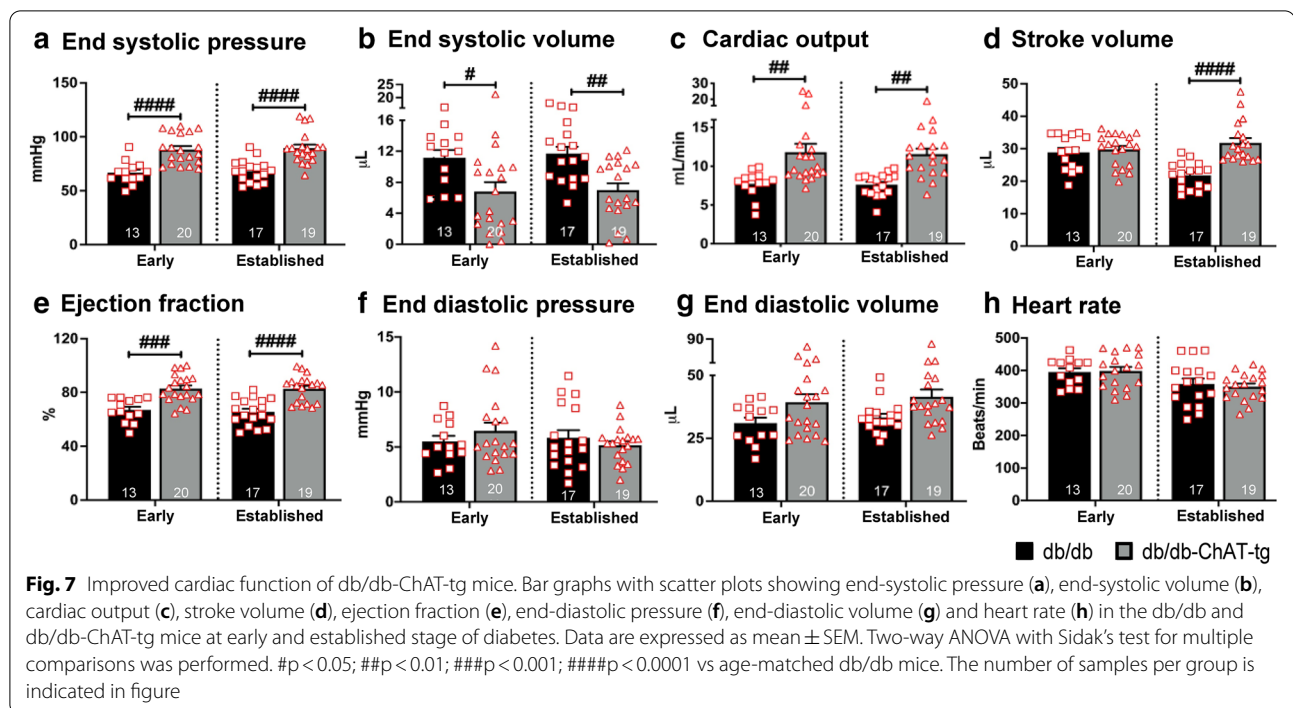 a End systolic pressure
b End systolic volume
c Cardiac output
d Stroke volume
mmHg
150
100
50
0
####
####
13
20
17
19
Early
Established
μL
25
20
16
12
8
4
0
#
##
13
20
17
19
Early
Established
mL/min
30
20
15
10
5
0
##
##
13
20
17
19
Early
Established
μL
50
40
30
20
10
0
####
13
20
17
19
Early
Established
e Ejection fraction
f End diastolic pressure
g End diastolic volume
h Heart rate
%
120
80
40
0
###
####
13
20
17
19
Early
Established
mmHg
15
10
5
0
13
20
17
19
Early
Established
μL
90
50
25
0
13
20
17
19
Early
Established
Beats/min
500
400
300
200
100
0
13
20
17
19
Early
Established
db/db
db/db-ChAT-tg
Fig. 7 Improved cardiac function of db/db-ChAT-tg mice. Bar graphs with scatter plots showing end-systolic pressure (a), end-systolic volume (b),
cardiac output (c), stroke volume (d), ejection fraction (e), end-diastolic pressure (f), end-diastolic volume (g) and heart rate (h) in the db/db and
db/db-ChAT-tg mice at early and established stage of diabetes. Data are expressed as mean ± SEM. Two-way ANOVA with Sidak's test for multiple
comparisons was performed. #p < 0.05; ##p < 0.01; ###p < 0.001; ####p < 0.0001 vs age-matched db/db mice. The number of samples per group is
indicated in figure